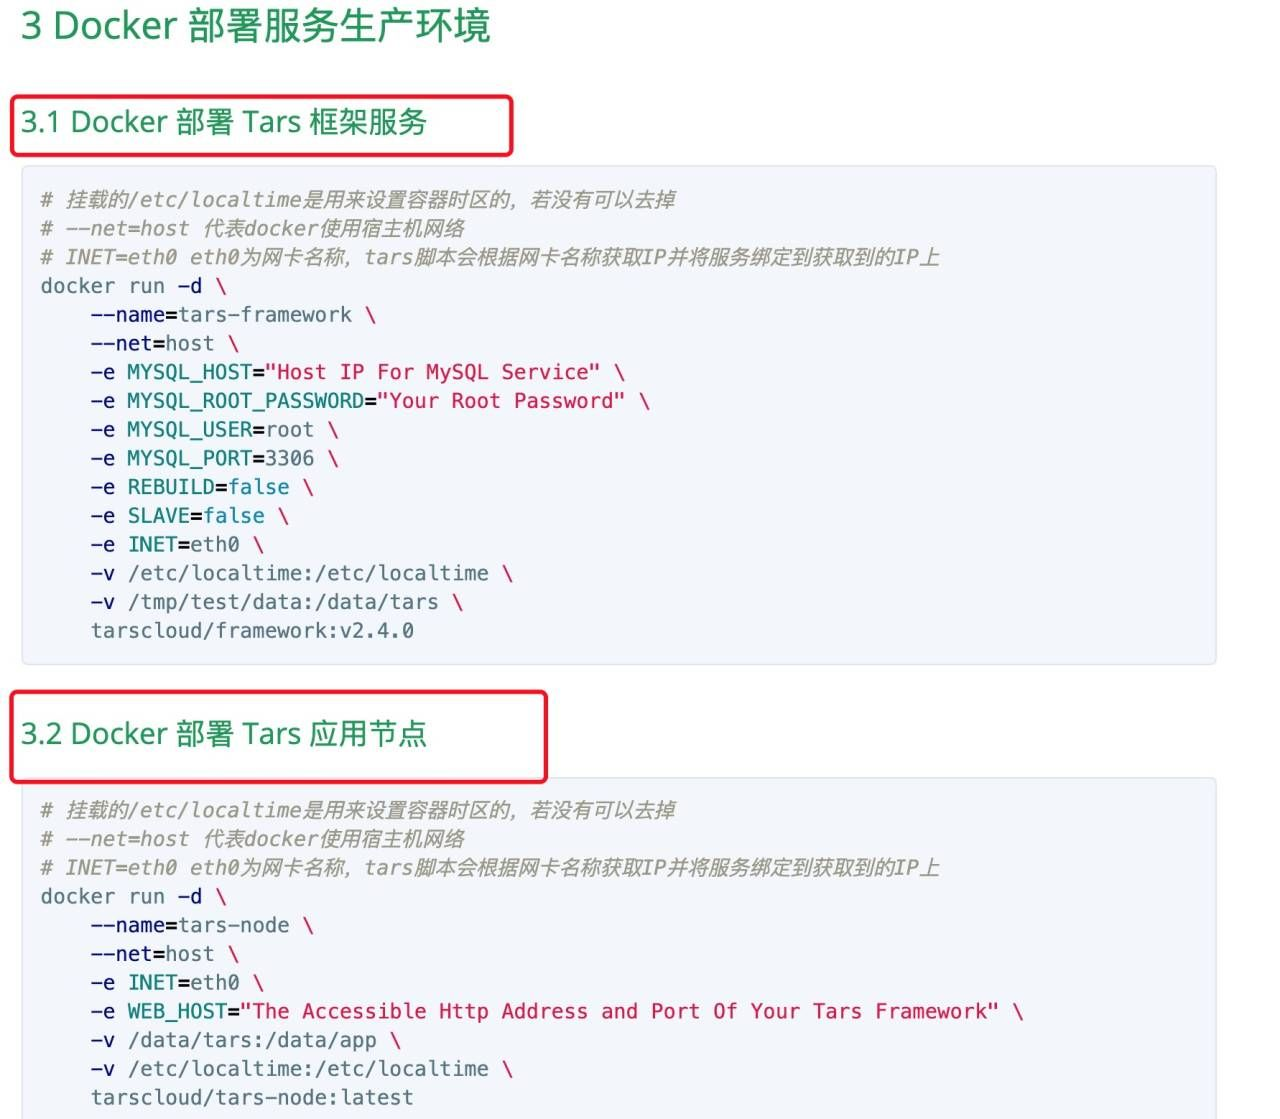 3 Docker 部署服务生产环境
3.1 Docker 部署 Tars 框架服务
# 挂载的/etc/localtime是用来设置容器时区的，若没有可以去掉
# --net=host 代表docker使用宿主机网络
# INET=eth0 eth0为网卡名称，tars脚本会根据网卡名称获取IP并将服务绑定到获取到的IP上
docker run -d \
--name=tars-framework \
--net=host \
-e MYSQL_HOST="Host IP For MySQL Service" \
-e MYSQL_ROOT_PASSWORD="Your Root Password" \
-e MYSQL_USER=root \
-e MYSQL_PORT=3306 \
-e REBUILD=false \
-e SLAVE=false \
-e INET=eth0 \
-v /etc/localtime:/etc/localtime \
-v /tmp/test/data:/data/tars \
tarscloud/framework:v2.4.0
3.2 Docker 部署 Tars 应用节点
# 挂载的/etc/localtime是用来设置容器时区的，若没有可以去掉
# --net=host 代表docker使用宿主机网络
# INET=eth0 eth0为网卡名称，tars脚本会根据网卡名称获取IP并将服务绑定到获取到的IP上
docker run -d \
--name=tars-node \
--net=host \
-e INET=eth0 \
-e WEB_HOST="The Accessible Http Address and Port Of Your Tars Framework" \
-v /data/tars:/data/app \
-v /etc/localtime:/etc/localtime \
tarscloud/tars-node:latest